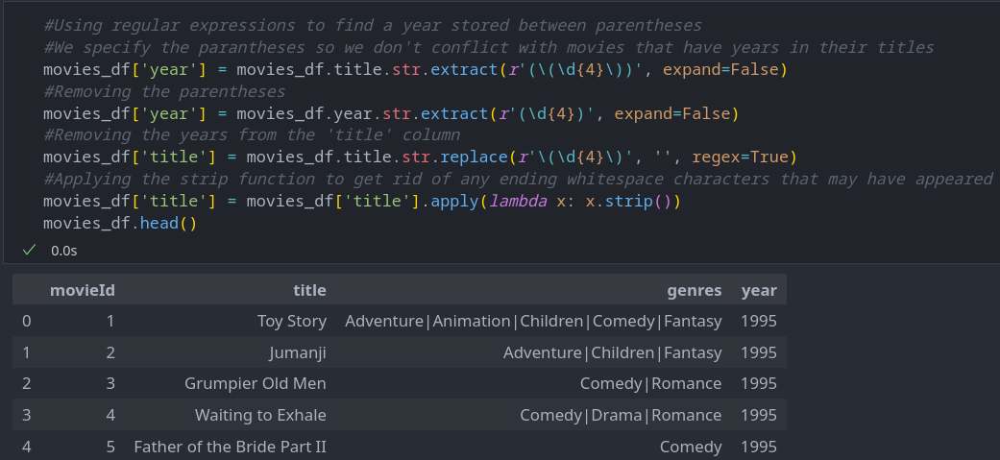 #Using regular expressions to find a year stored between parentheses
#We specify the parantheses so we don't conflict with movies that have years in their titles
movies_df['year'] = movies_df.title.str.extract(r'(\(\d{4}\))', expand=False)
#Removing the parentheses
movies_df['year'] = movies_df.year.str.extract(r'(\d{4})', expand=False)
#Removing the years from the 'title' column
movies_df['title'] = movies_df.title.str.replace(r'\(\d{4}\)', '', regex=True)
#Applying the strip function to get rid of any ending whitespace characters that may have appeared
movies_df['title'] = movies_df['title'].apply(lambda x: x.strip())
movies_df.head()
✓ 0.0s
movieId title genres year
0 1 Toy Story Adventure|Animation|Children|Comedy|Fantasy 1995
1 2 Jumanji Adventure|Children|Fantasy 1995
2 3 Grumpier Old Men Comedy|Romance 1995
3 4 Waiting to Exhale Comedy|Drama|Romance 1995
4 5 Father of the Bride Part II Comedy 1995